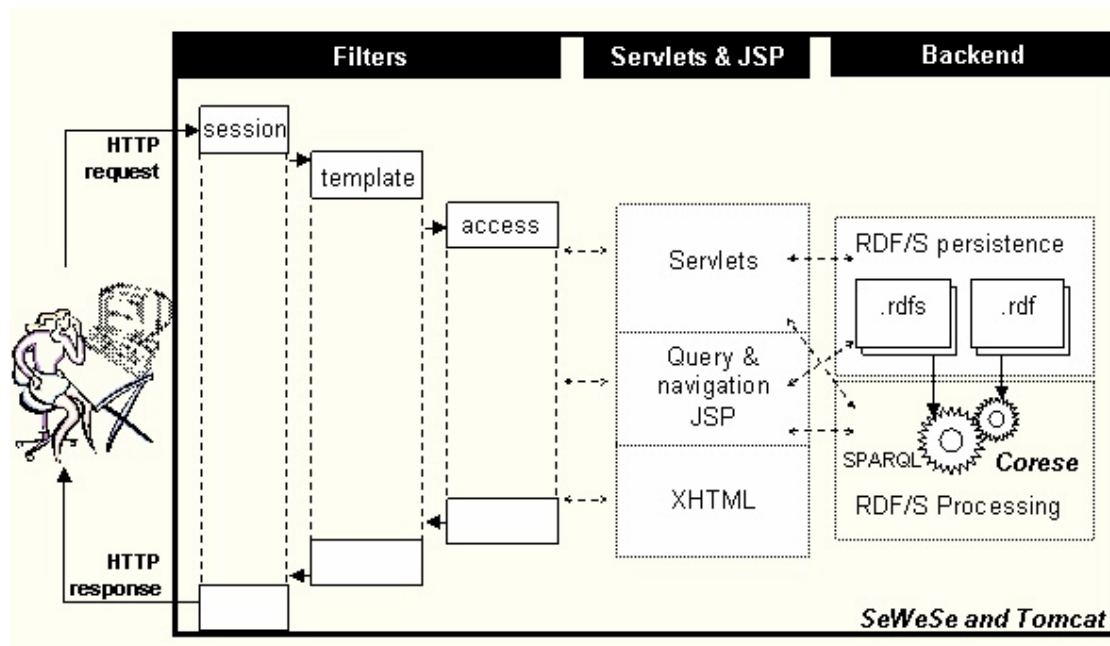 Filters
Servlets & JSP
Backend
HTTP
request
session
template
access
Servlets
Query &
navigation
JSP
XHTML
RDF/S persistence
.rdfs
.rdf
SPARQL
Corese
RDF/S Processing
HTTP
response
SeWeSe and Tomcat